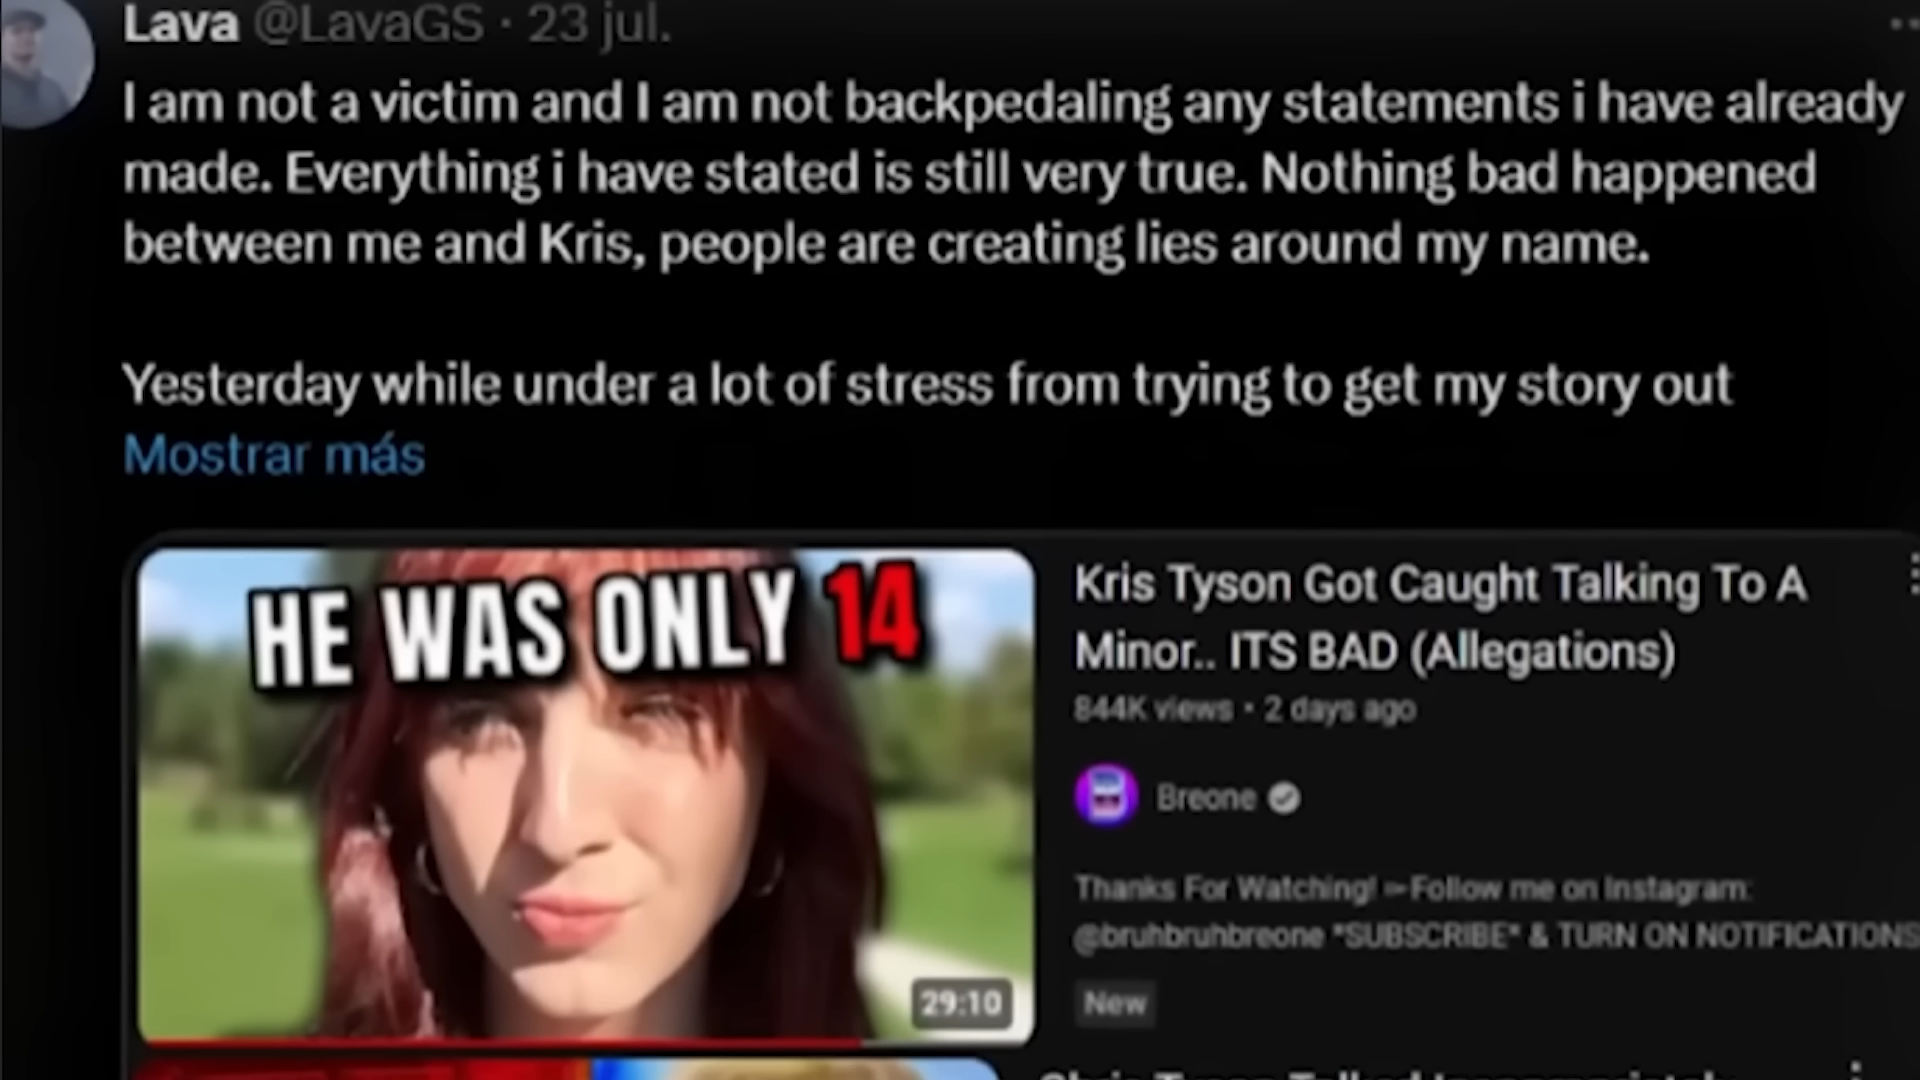 Lava @LavaGS · 23 jul.
I am not a victim and I am not backpedaling any statements i have already
made. Everything i have stated is still very true. Nothing bad happened
between me and Kris, people are creating lies around my name.
Yesterday while under a lot of stress from trying to get my story out
Mostrar más
HE WAS ONLY 14
29:10
Kris Tyson Got Caught Talking To A
Minor.. ITS BAD (Allegations)
844K views • 2 days ago
Breone
Thanks For Watching! ➣Follow me on Instagram:
@bruhbruhbreone *SUBSCRIBE* & TURN ON NOTIFICATIONS
New